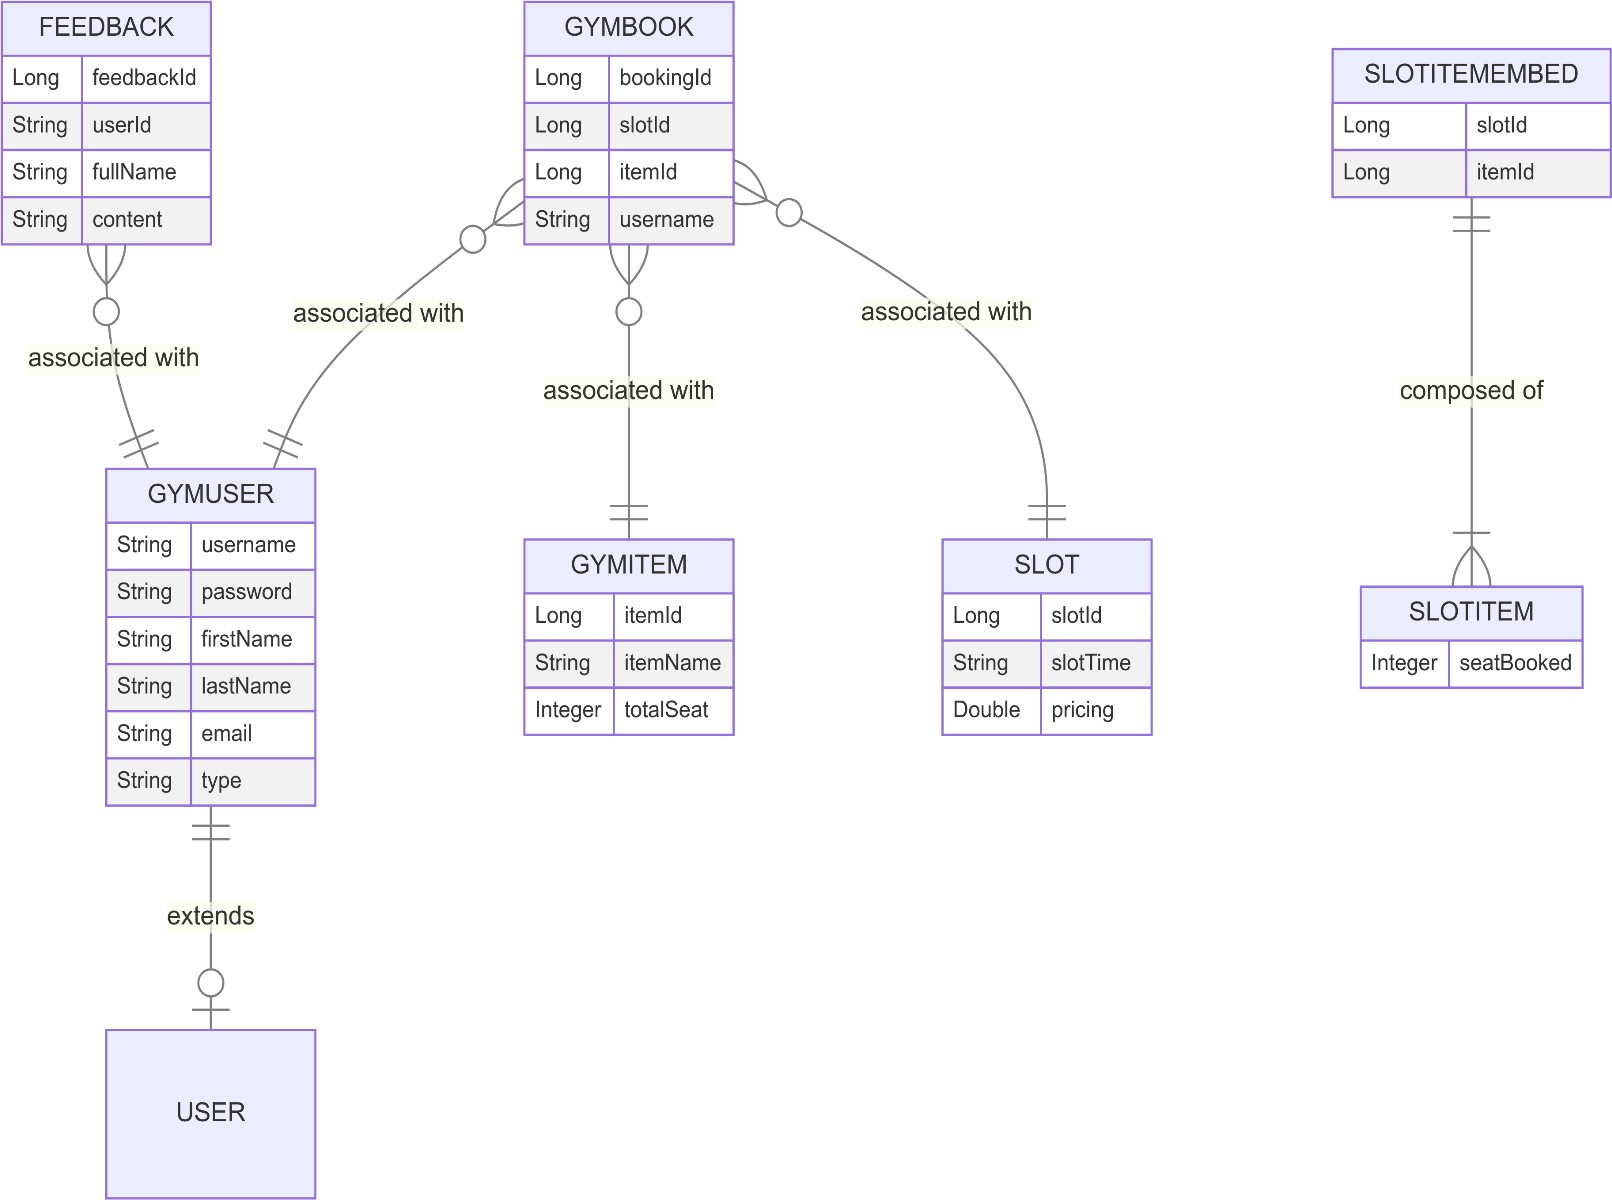 FEEDBACK
Long feedbackId
String userId
String fullName
String content
GYMBOOK
Long bookingId
Long slotId
Long itemId
String username
SLOTITEMEMBED
Long slotId
Long itemId
associated with
associated with
associated with
associated with
composed of
GYMUSER
String username
String password
String firstName
String lastName
String email
String type
GYMITEM
Long itemId
String itemName
Integer totalSeat
SLOT
Long slotId
String slotTime
Double pricing
SLOTITEM
Integer seatBooked
extends
USER